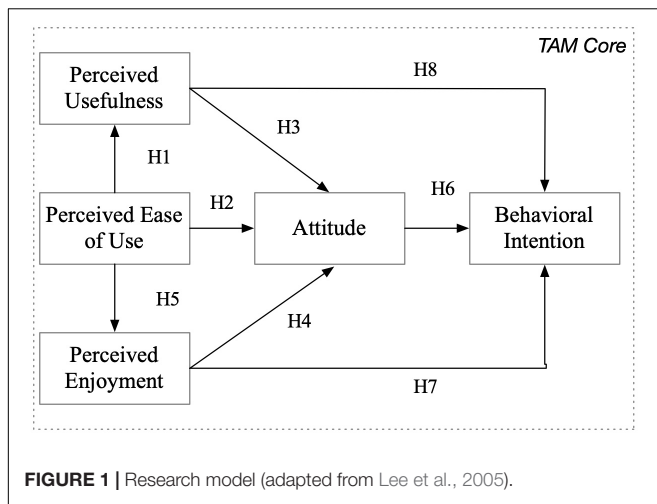 TAM Core
Perceived
Usefulness
H8
H3
H1
Perceived Ease
of Use
H2
Attitude
H6
Behavioral
Intention
H5
H4
Perceived
Enjoyment
H7
FIGURE 1 | Research model (adapted from Lee et al., 2005).